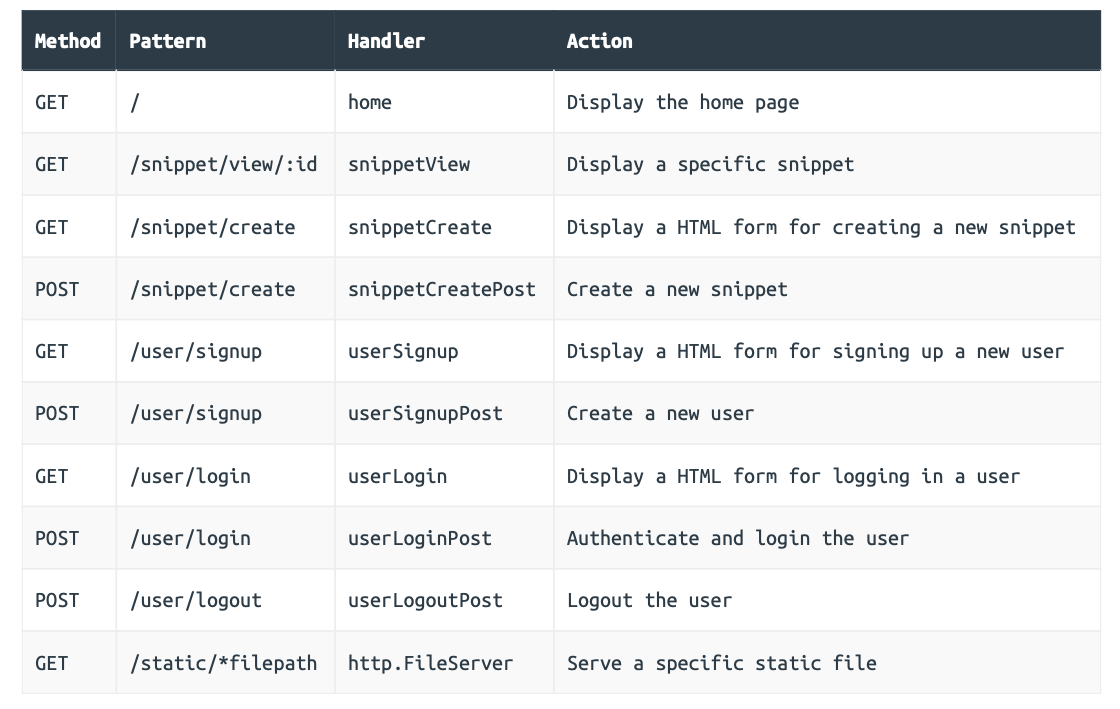 Method Pattern Handler Action
GET / home Display the home page
GET /snippet/view/:id snippetView Display a specific snippet
GET /snippet/create snippetCreate Display a HTML form for creating a new snippet
POST /snippet/create snippetCreatePost Create a new snippet
GET /user/signup userSignup Display a HTML form for signing up a new user
POST /user/signup userSignupPost Create a new user
GET /user/login userLogin Display a HTML form for logging in a user
POST /user/login userLoginPost Authenticate and login the user
POST /user/logout userLogoutPost Logout the user
GET /static/*filepath http.FileServer Serve a specific static file